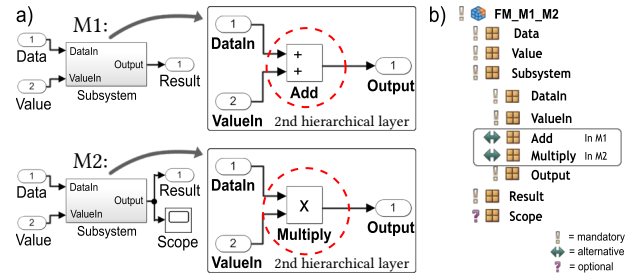 a)
M1:
1
Data
2
Value
DataIn
ValueIn
Output
Subsystem
1
Result
1
DataIn
2
ValueIn
+
+
Add
1
Output
2nd hierarchical layer
M2:
1
Data
2
Value
DataIn
ValueIn
Output
Subsystem
1
Result
Scope
1
DataIn
2
ValueIn
X
Multiply
1
Output
2nd hierarchical layer
b)
! FM_M1_M2
! Data
! Value
! Subsystem
! DataIn
! ValueIn
Add In M1
Multiply In M2
! Output
! Result
? Scope
! = mandatory
= alternative
? = optional